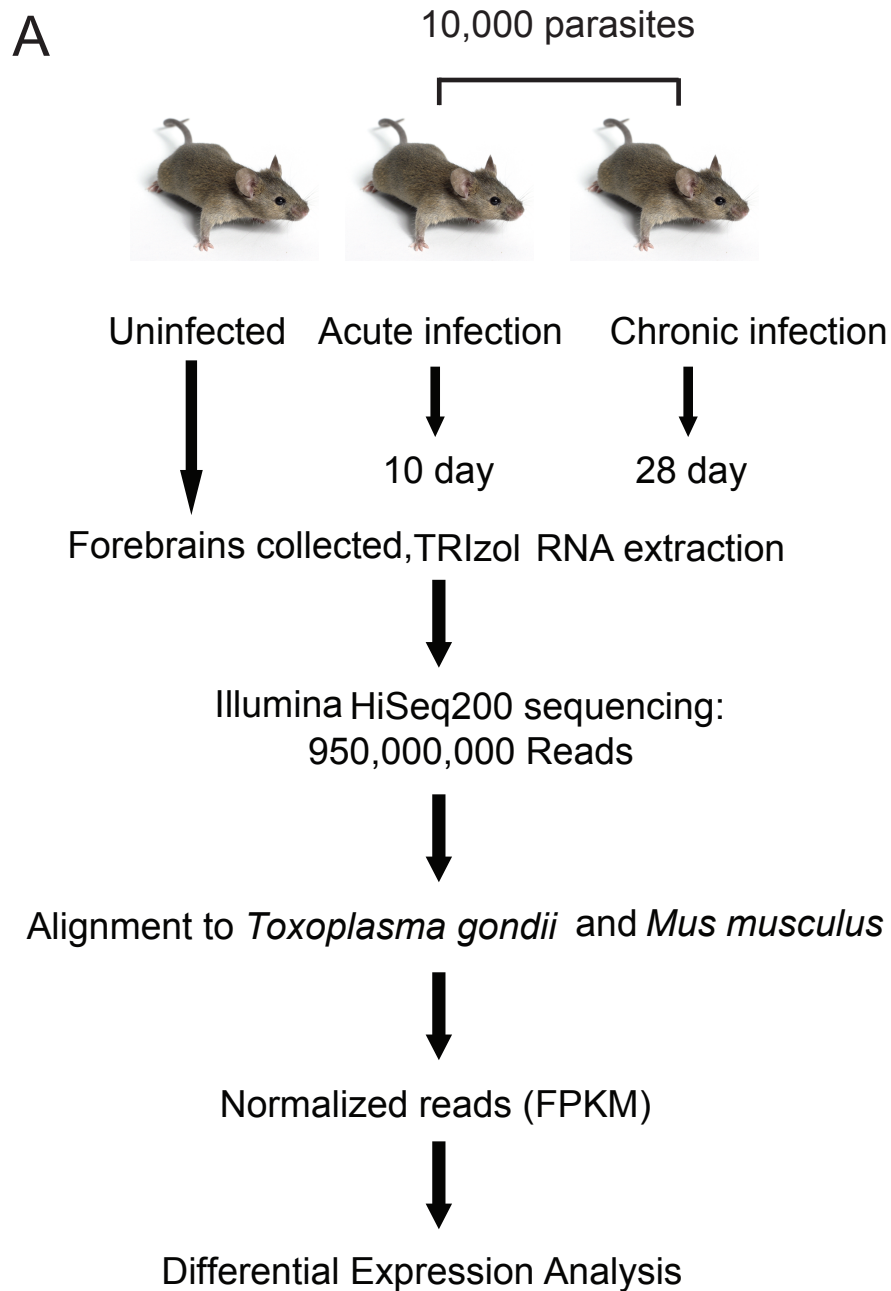 A
10,000 parasites
Uninfected Acute infection Chronic infection
10 day 28 day
Forebrains collected,TRIzol RNA extraction
Illumina HiSeq200 sequencing:
950,000,000 Reads
Alignment to Toxoplasma gondii and Mus musculus
Normalized reads (FPKM)
Differential Expression Analysis